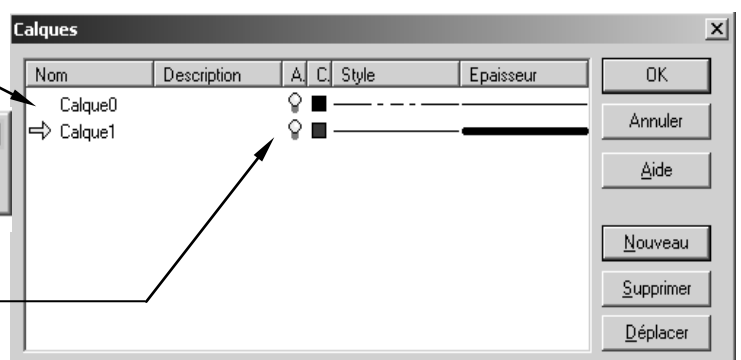 Calques
Nom Description A. C. Style Epaisseur
Calque0
Calque1
OK
Annuler
Aide
Nouveau
Supprimer
Déplacer